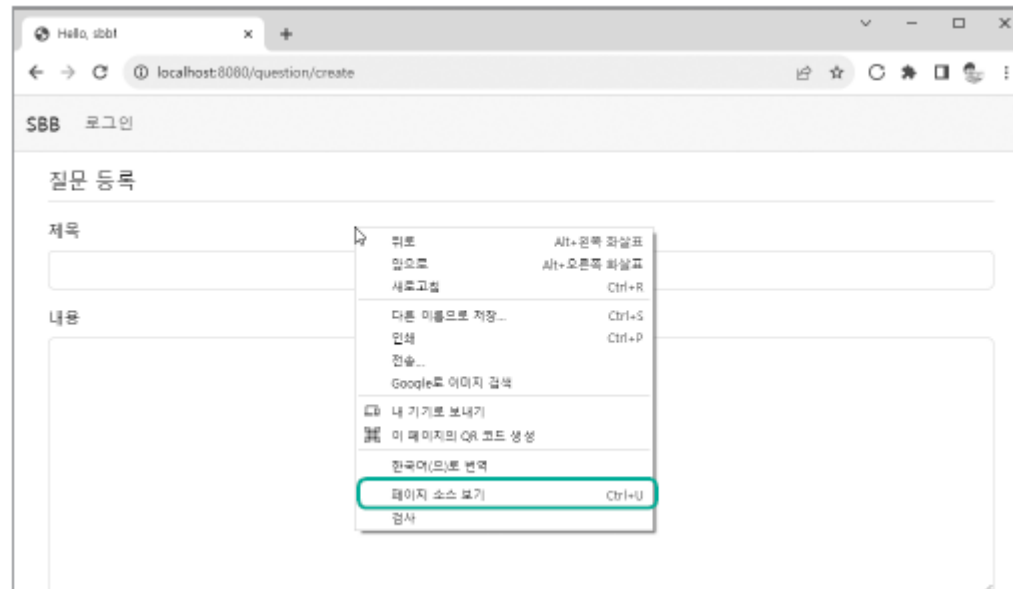 Hello, sbb!
localhost:8080/question/create
SBB 로그인
질문 등록
제목
뒤로 Alt+왼쪽 화살표
앞으로 Alt+오른쪽 화살표
새로고침 Ctrl+R
내용
다른 이름으로 저장... Ctrl+S
인쇄 Ctrl+P
전송...
Google로 이미지 검색
내 기기로 보내기
이 페이지의 QR 코드 생성
한국어(으)로 번역
페이지 소스 보기 Ctrl+U
검사